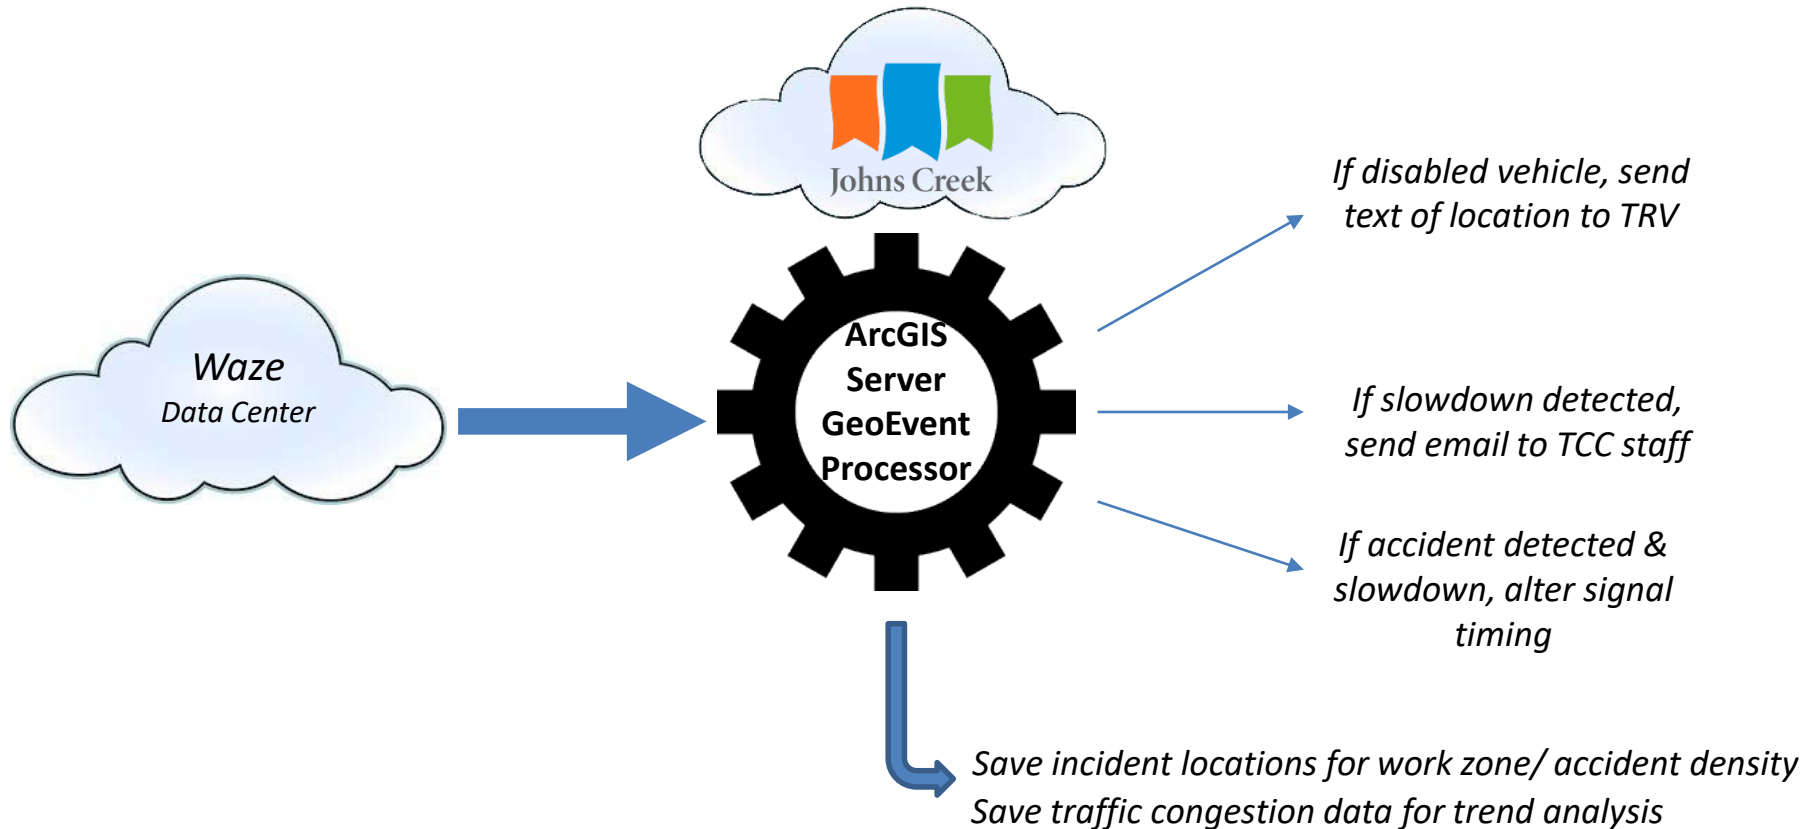 Johns Creek
Waze
Data Center
ArcGIS
Server
GeoEvent
Processor
If disabled vehicle, send
text of location to TRV
If slowdown detected,
send email to TCC staff
If accident detected &
slowdown, alter signal
timing
Save incident locations for work zone/ accident density
Save traffic congestion data for trend analysis